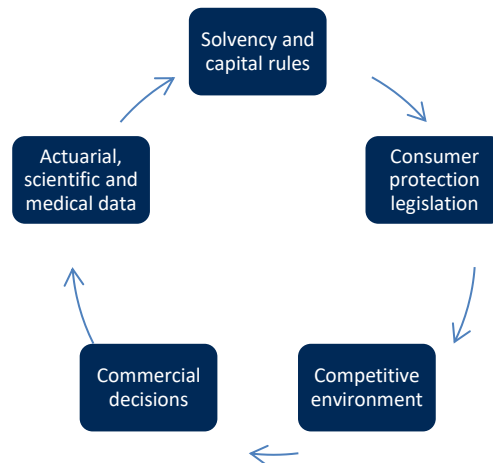 Solvency and
capital rules
Consumer
protection
legislation
Competitive
environment
Commercial
decisions
Actuarial,
scientific and
medical data